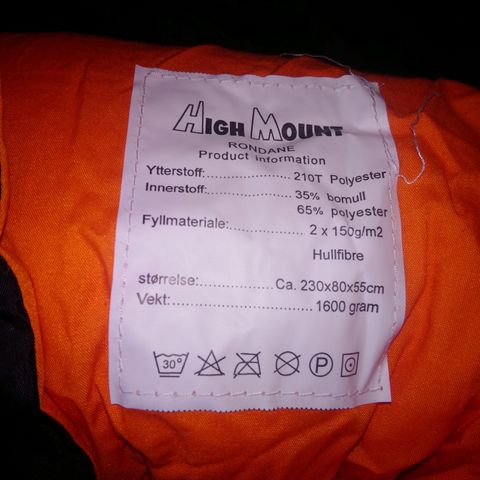 HIGH MOUNT
RONDANE
Product information
Ytterstoff:........................ 210T Polyester
Innerstoff:........................ 35% bomull
65% polyester
Fyllmateriale:.................. 2 x 150g/m2
Hullfibre
størrelse:....................... Ca. 230x80x55cm
Vekt:............................... 1600 gram
30°
P